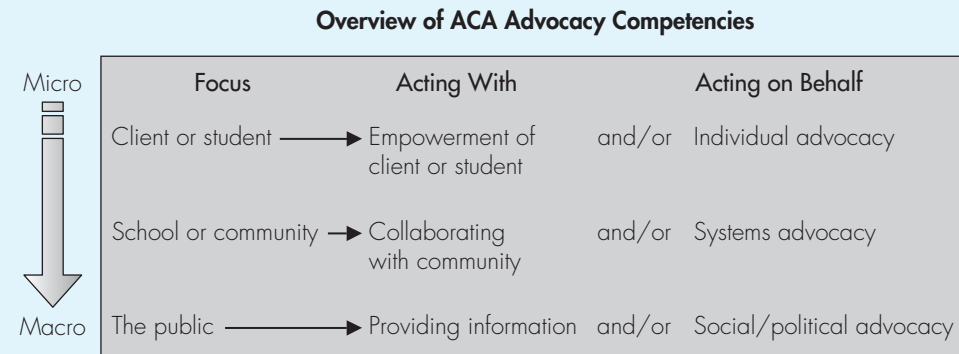 Overview of ACA Advocacy Competencies
Micro
Focus Acting With Acting on Behalf
Client or student Empowerment of and/or Individual advocacy
client or student
School or community Collaborating and/or Systems advocacy
with community
Macro The public Providing information and/or Social/political advocacy